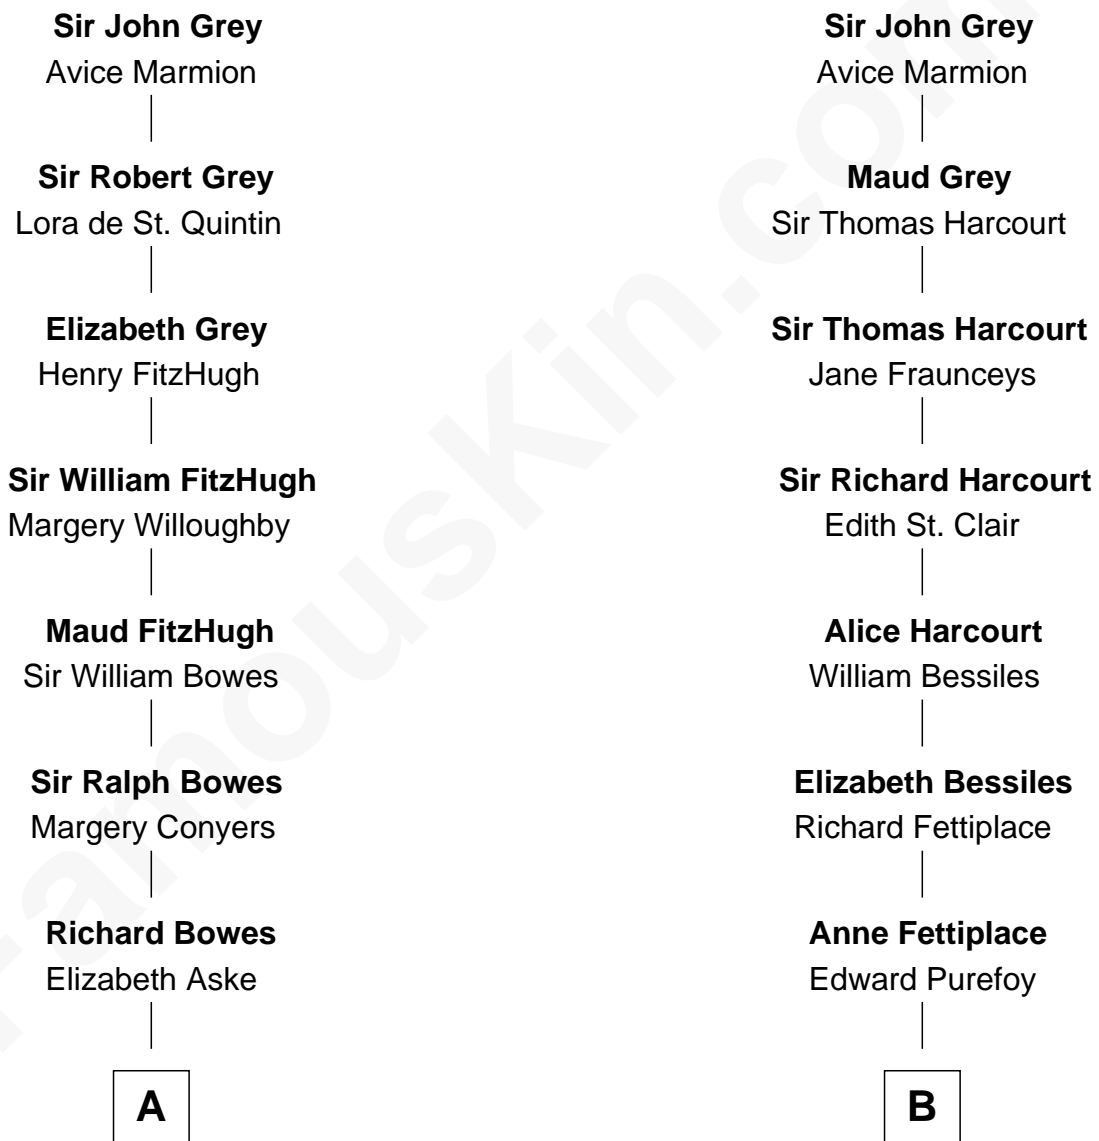 Sir John Grey
Avice Marmion
Sir Robert Grey
Lora de St. Quintin
Elizabeth Grey
Henry FitzHugh
Sir William FitzHugh
Margery Willoughby
Maud FitzHugh
Sir William Bowes
Sir Ralph Bowes
Margery Conyers
Richard Bowes
Elizabeth Aske
A
Sir John Grey
Avice Marmion
Maud Grey
Sir Thomas Harcourt
Sir Thomas Harcourt
Jane Fraunceys
Sir Richard Harcourt
Edith St. Clair
Alice Harcourt
William Bessiles
Elizabeth Bessiles
Richard Fettiplace
Anne Fettiplace
Edward Purefoy
B
FamousKin.com